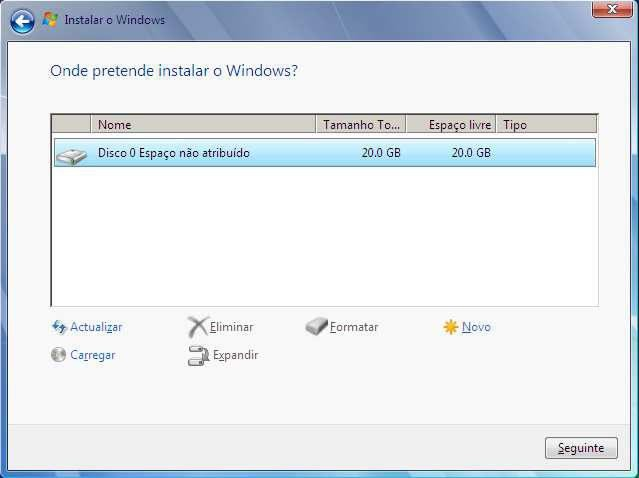 Instalar o Windows
Onde pretende instalar o Windows?
Nome Tamanho To... Espaço livre Tipo
Disco 0 Espaço não atribuído 20.0 GB 20.0 GB
Actualizar Eliminar Formatar Novo
Carregar Expandir
Seguinte